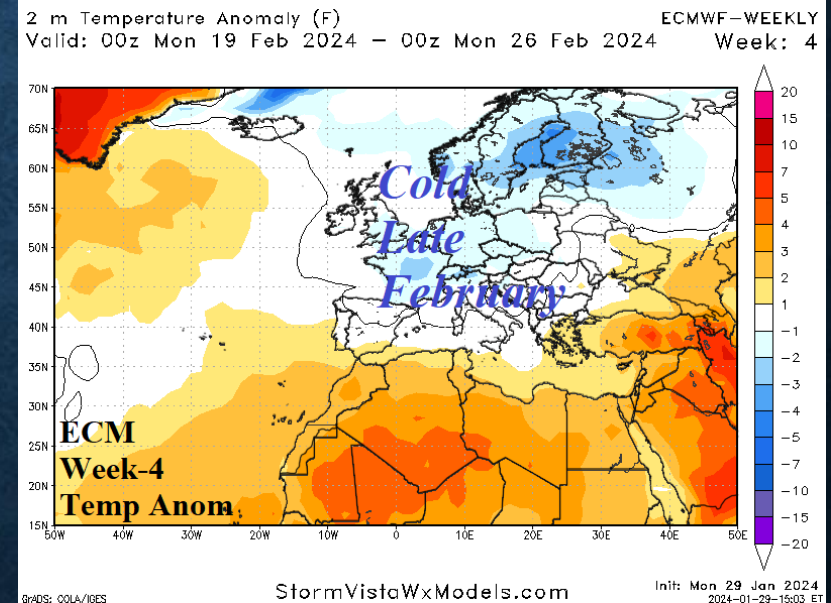 2 m Temperature Anomaly (F)
ECMWF-WEEKLY
Valid: 00z Mon 19 Feb 2024 – 00z Mon 26 Feb 2024
Week: 4
70N
65N
60N
55N
50N
45N
40N
35N
30N
25N
20N
15N
Cold
Late
February
ECM
Week-4
Temp Anom
50W 40W 30W 20W 10W 0 10E 20E 30E 40E 50E
20
15
10
7
5
4
3
2
1
-1
-2
-3
-4
-5
-7
-10
-15
-20
GrADS: COLA/IGES
StormVistaWxModels.com
Init: Mon 29 Jan 2024
2024-01-29-15:03 ET